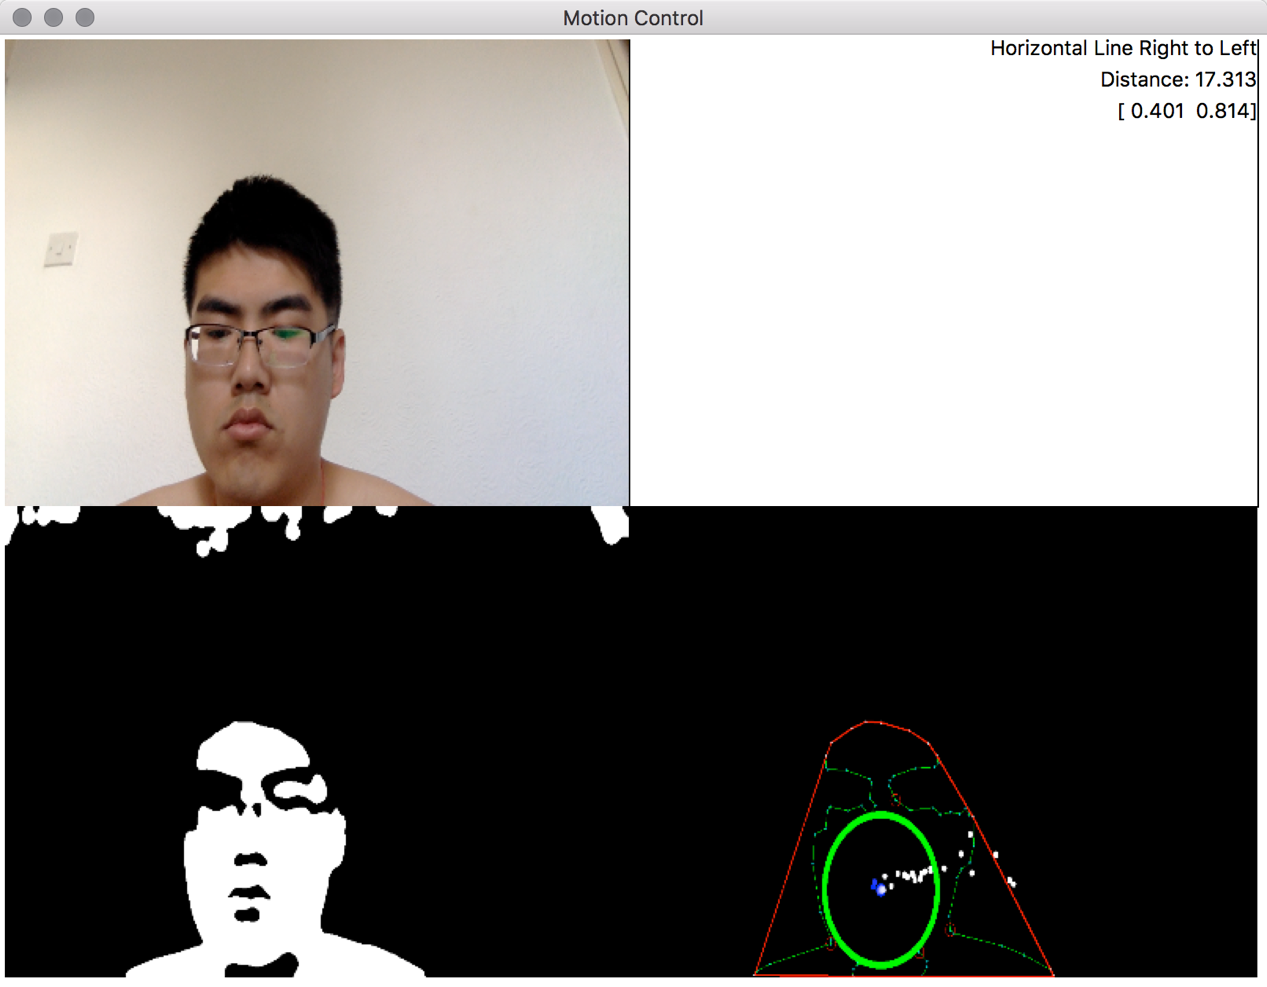 Motion Control
Horizontal Line Right to Left
Distance: 17.313
[ 0.401  0.814]